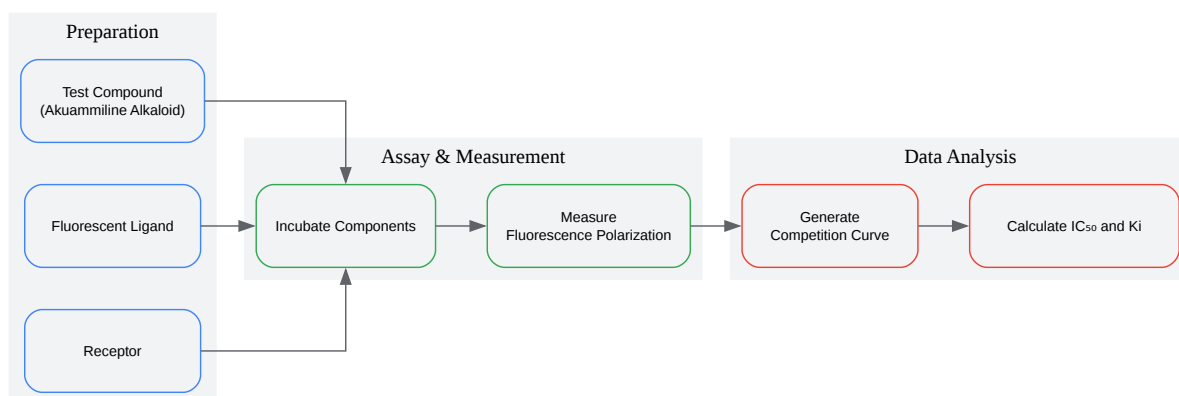 Preparation
Test Compound
(Akuammiline Alkaloid)
Fluorescent Ligand
Receptor
Assay & Measurement
Incubate Components
Measure
Fluorescence Polarization
Data Analysis
Generate
Competition Curve
Calculate IC₅₀ and Ki